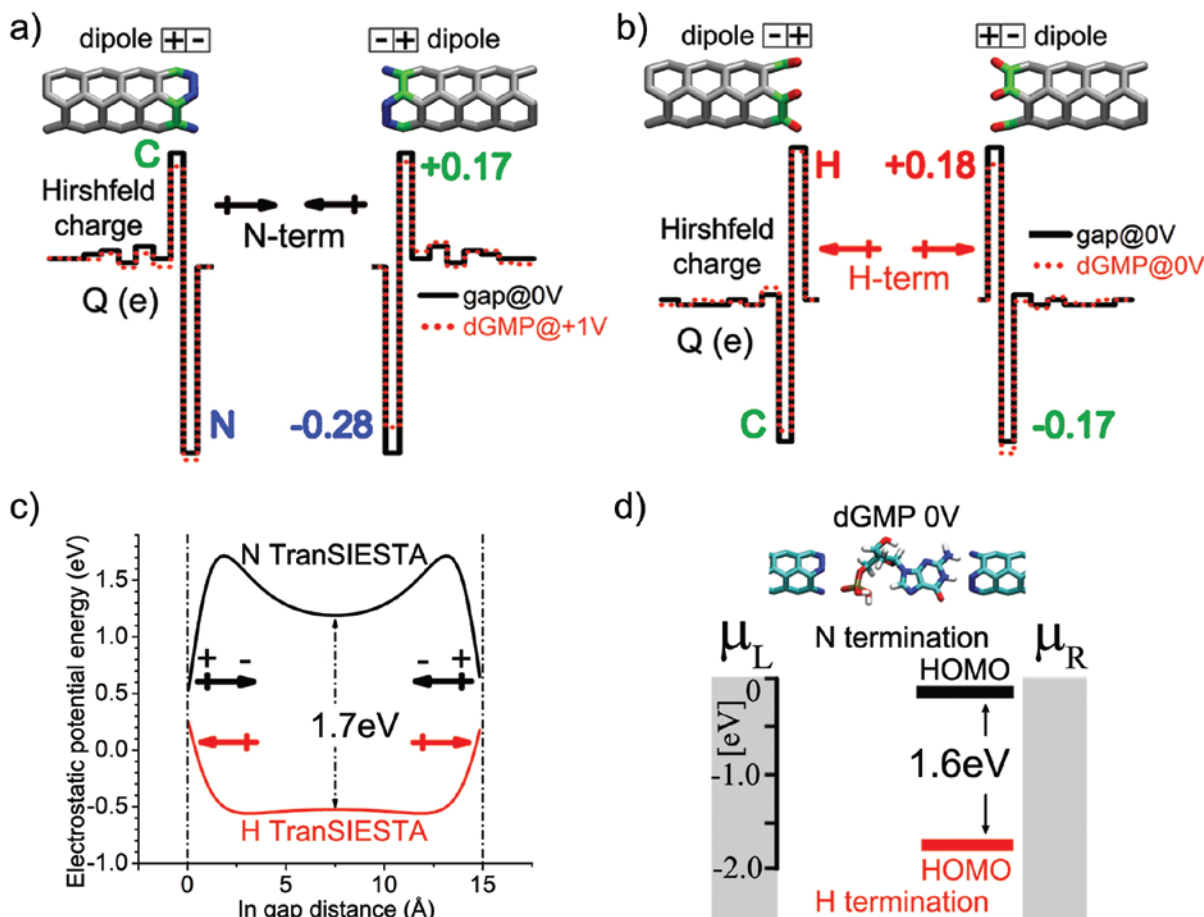 a)
dipole + -
- + dipole
C
+0.17
Hirshfeld
charge
N-term
Q (e)
gap@0V
dGMP@+1V
N
-0.28
b)
dipole - +
+ - dipole
H
+0.18
Hirshfeld
charge
gap@0V
dGMP@0V
H-term
Q (e)
C
-0.17
c)
Electrostatic potential energy (eV)
1.5
1.0
0.5
0.0
-0.5
-1.0
N TranSIESTA
+ -
- +
1.7eV
H TranSIESTA
0 5 10 15
In gap distance (Å)
d)
dGMP 0V
μL
N termination
μR
HOMO
0
[eV]
-1.0
1.6eV
-2.0
HOMO
H termination